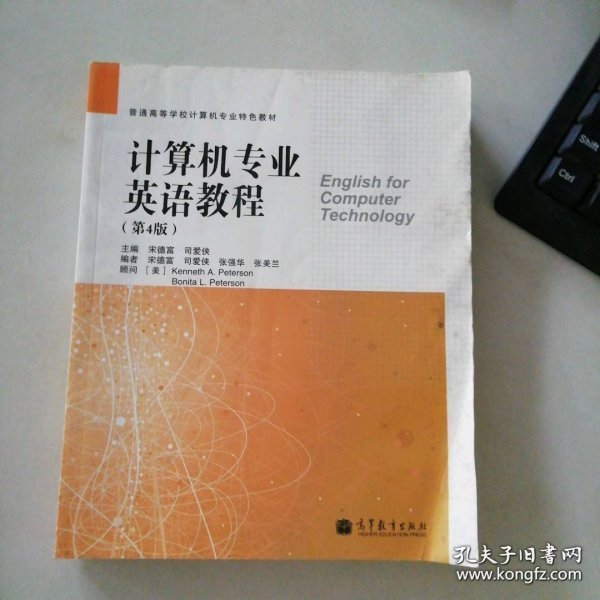 普通高等学校计算机专业特色教材
计算机专业
英语教程
（第4版）
English for
Computer
Technology
主编 宋德富 司爱侠
编者 宋德富 司爱侠 张强华 张美兰
顾问 [美] Kenneth A. Peterson
Bonita L. Peterson
高等教育出版社
HIGHER EDUCATION PRESS
Shift
Ctrl
孔夫子旧书网
www.kongfz.com